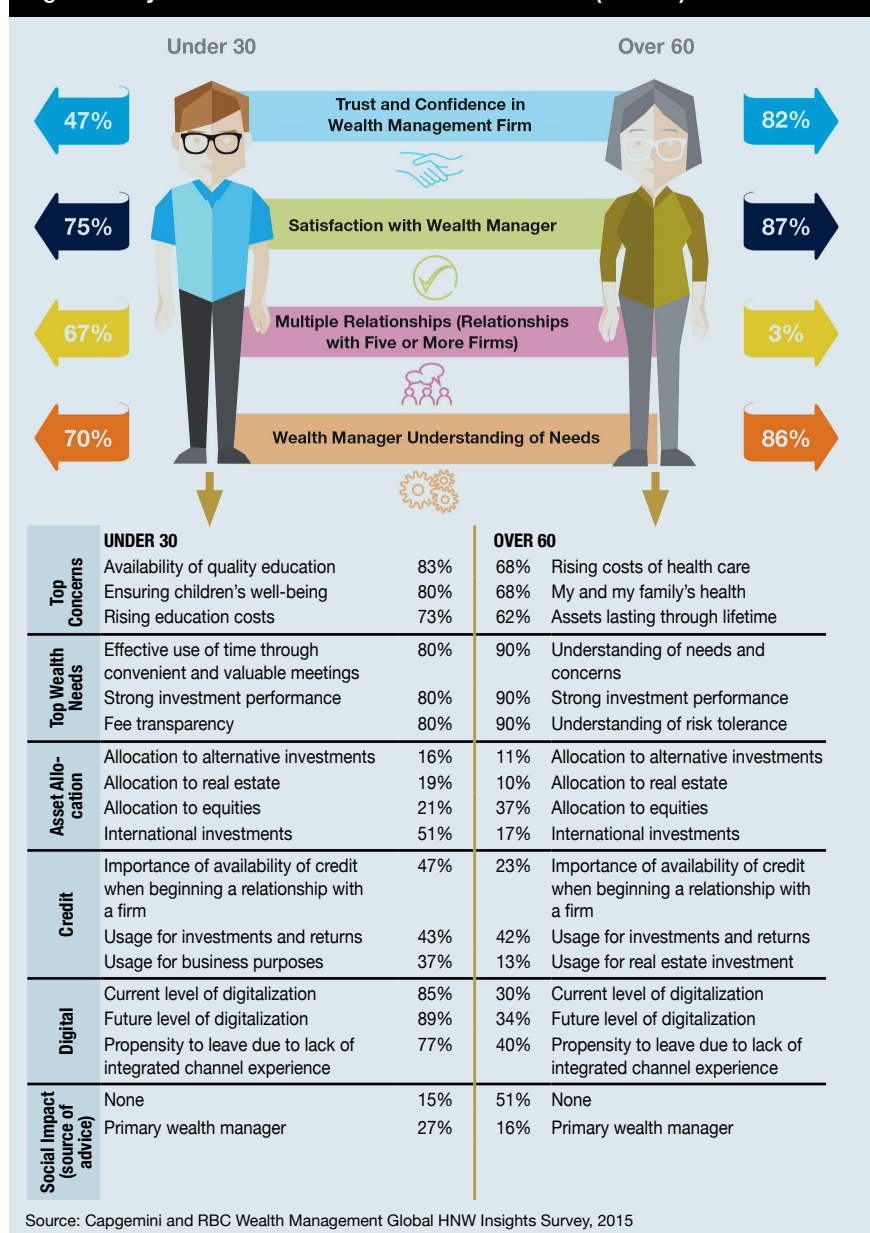 Under 30
Over 60
47%
Trust and Confidence in
Wealth Management Firm
82%
75%
Satisfaction with Wealth Manager
87%
67%
Multiple Relationships (Relationships
with Five or More Firms)
3%
70%
Wealth Manager Understanding of Needs
86%
UNDER 30
OVER 60
Top
Concerns
Availability of quality education 83% 68% Rising costs of health care
Ensuring children’s well-being 80% 68% My and my family’s health
Rising education costs 73% 62% Assets lasting through lifetime
Top Wealth
Needs
Effective use of time through 80% 90% Understanding of needs and
convenient and valuable meetings concerns
Strong investment performance 80% 90% Strong investment performance
Fee transparency 80% 90% Understanding of risk tolerance
Asset Allo-
cation
Allocation to alternative investments 16% 11% Allocation to alternative investments
Allocation to real estate 19% 10% Allocation to real estate
Allocation to equities 21% 37% Allocation to equities
International investments 51% 17% International investments
Credit
Importance of availability of credit 47% 23% Importance of availability of credit
when beginning a relationship with when beginning a relationship with
a firm a firm
Usage for investments and returns 43% 42% Usage for investments and returns
Usage for business purposes 37% 13% Usage for real estate investment
Digital
Current level of digitalization 85% 30% Current level of digitalization
Future level of digitalization 89% 34% Future level of digitalization
Propensity to leave due to lack of 77% 40% Propensity to leave due to lack of
integrated channel experience integrated channel experience
Social Impact
(source of
advice)
None 15% 51% None
Primary wealth manager 27% 16% Primary wealth manager
Source: Capgemini and RBC Wealth Management Global HNW Insights Survey, 2015